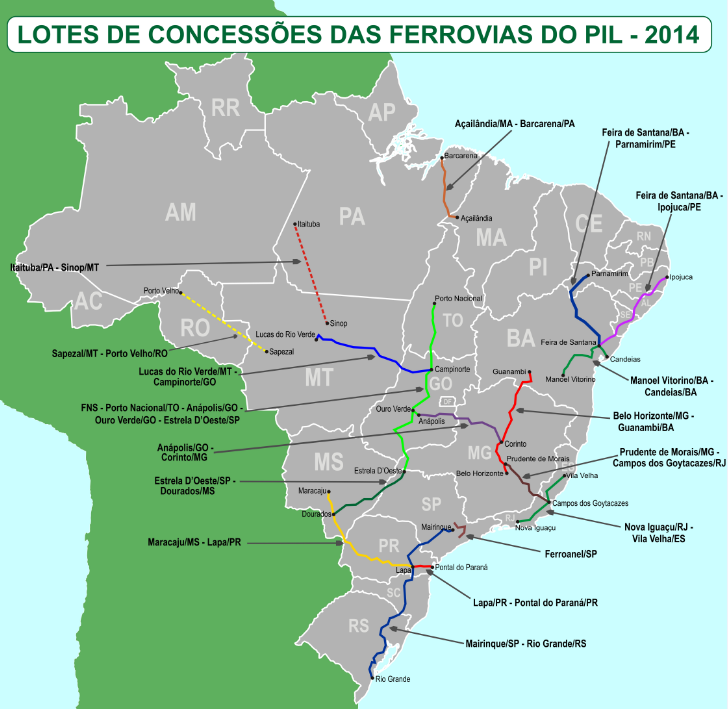 LOTES DE CONCESSÕES DAS FERROVIAS DO PIL - 2014
RR
AP
Açailândia/MA - Barcarena/PA
Feira de Santana/BA -
Parnamirim/PE
Barcarena
Feira de Santana/BA -
Ipojuca/PE
AM
PA
Itaituba
Açailândia
MA
CE
RN
Itaituba/PA - Sinop/MT
PI
PB
Parnamirim
Ipojuca
Porto Velho
PE
AC
Porto Nacional
AL
RO
Sinop
TO
SE
Lucas do Rio Verde
BA
Feira de Santana
Sapezal/MT - Porto Velho/RO
Sapezal
Candeias
Lucas do Rio Verde/MT -
Campinorte/GO
MT
Campinorte
Guanambi
Manoel Vitorino
Manoel Vitorino/BA -
Candeias/BA
GO
DF
FNS - Porto Nacional/TO - Anápolis/GO -
Ouro Verde/GO - Estrela D'Oeste/SP
Ouro Verde
Anápolis
Belo Horizonte/MG -
Guanambi/BA
Anápolis/GO -
Corinto/MG
Corinto
MG
MS
Prudente de Morais
Prudente de Morais/MG -
Campos dos Goytacazes/RJ
Estrela D'Oeste/SP -
Dourados/MS
Estrela D'Oeste
Belo Horizonte
ES
Vila Velha
Maracaju
SP
Campos dos Goytacazes
Dourados
Mairinque
RJ
Nova Iguaçu
Nova Iguaçu/RJ -
Vila Velha/ES
Maracaju/MS - Lapa/PR
PR
Ferroanel/SP
Lapa
Pontal do Paraná
SC
Lapa/PR - Pontal do Paraná/PR
RS
Mairinque/SP - Rio Grande/RS
Rio Grande